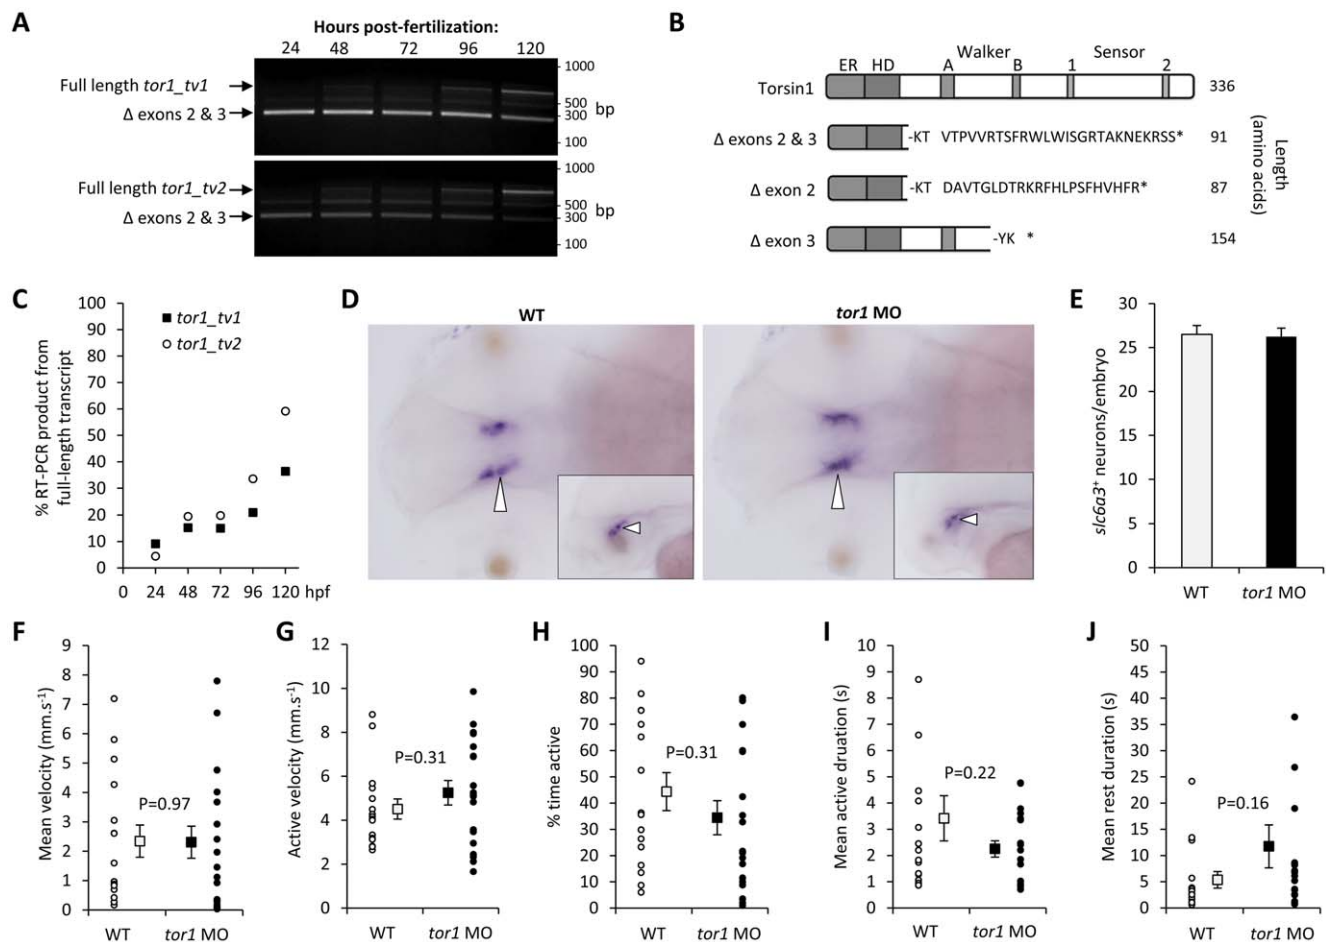 A
Hours post-fertilization:
24 48 72 96 120
Full length tor1_tv1
Δ exons 2 & 3
1000
500
300
100
bp
Full length tor1_tv2
Δ exons 2 & 3
1000
500
300
100
bp
B
Walker Sensor
ER HD A B 1 2
Torsin1 336
Δ exons 2 & 3 -KT VTPVVRTSFRWLWISGRTAKNEKRSS* 91
Δ exon 2 -KT DAVTGLDTRKRFHLPSFHVHFR* 87
Δ exon 3 -YK * 154
Length
(amino acids)
C
% RT-PCR product from
full-length transcript
100
90
80
70
60
50
40
30
20
10
0
0 24 48 72 96 120 hpf
tor1_tv1
tor1_tv2
D
WT
tor1 MO
E
slc6a3+ neurons/embryo
30
25
20
15
10
5
0
WT tor1 MO
F
Mean velocity (mm.s-1)
9
8
7
6
5
4
3
2
1
0
P=0.97
WT tor1 MO
G
Active velocity (mm.s-1)
12
10
8
6
4
2
0
P=0.31
WT tor1 MO
H
% time active
100
90
80
70
60
50
40
30
20
10
0
P=0.31
WT tor1 MO
I
Mean active druation (s)
10
9
8
7
6
5
4
3
2
1
0
P=0.22
WT tor1 MO
J
Mean rest duration (s)
50
45
40
35
30
25
20
15
10
5
0
P=0.16
WT tor1 MO